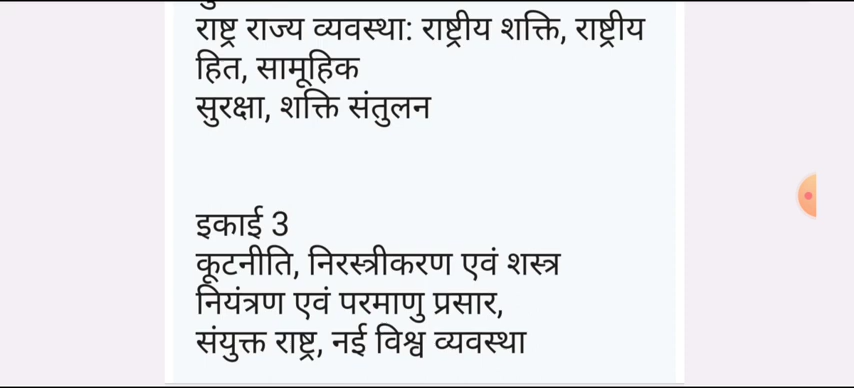 राष्ट्र राज्य व्यवस्था: राष्ट्रीय शक्ति, राष्ट्रीय
हित, सामूहिक
सुरक्षा, शक्ति संतुलन
इकाई 3
कूटनीति, निरस्त्रीकरण एवं शस्त्र
नियंत्रण एवं परमाणु प्रसार,
संयुक्त राष्ट्र, नई विश्व व्यवस्था